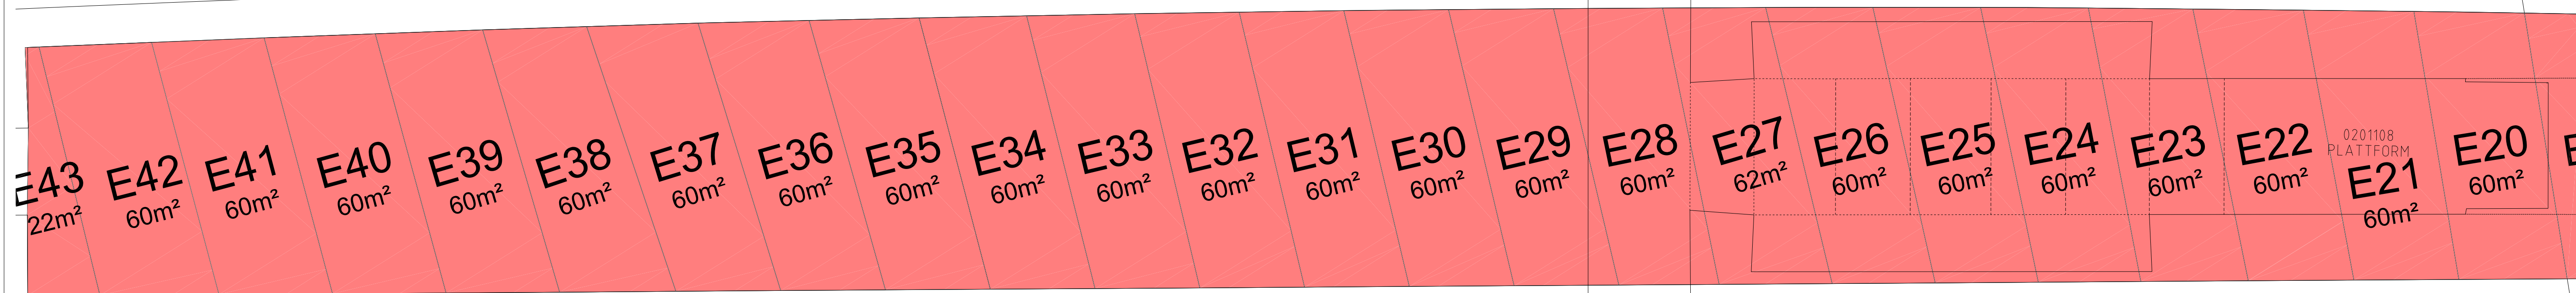 E43
22m²
E42
60m²
E41
60m²
E40
60m²
E39
60m²
E38
60m²
E37
60m²
E36
60m²
E35
60m²
E34
60m²
E33
60m²
E32
60m²
E31
60m²
E30
60m²
E29
60m²
E28
60m²
E27
62m²
E26
60m²
E25
60m²
E24
60m²
E23
60m²
E22
60m²
0201108
PLATTFORM
E21
60m²
E20
60m²